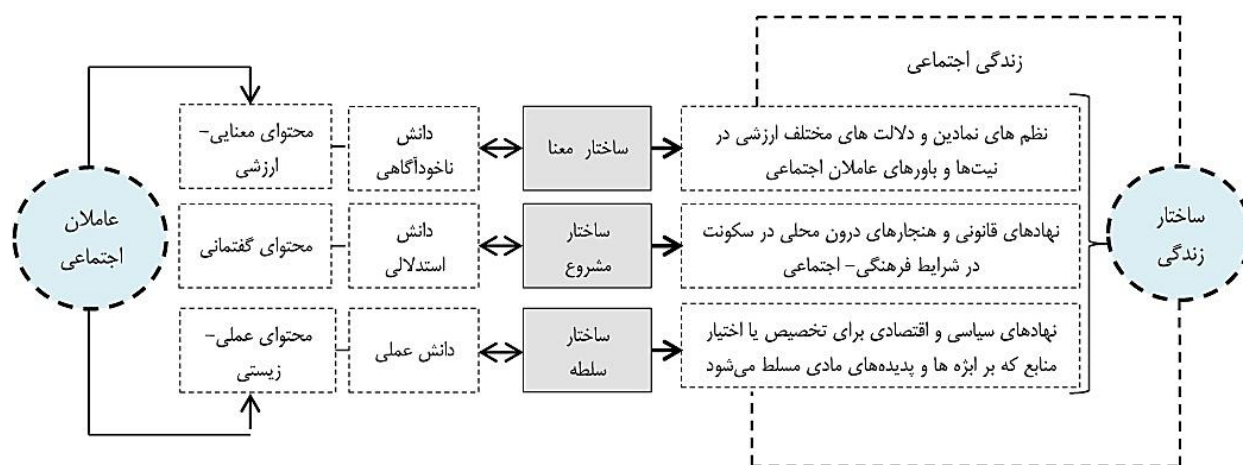 زندگی اجتماعی
ساختار
زندگی
نظم های نمادین و دلالت های مختلف ارزشی در
نیت‌ها و باورهای عاملان اجتماعی
ساختار معنا
دانش
ناخودآگاهی
محتوای معنایی-
ارزشی
نهادهای قانونی و هنجارهای درون محلی در سکونت
در شرایط فرهنگی- اجتماعی
ساختار
مشروع
دانش
استدلالی
محتوای گفتمانی
نهادهای سیاسی و اقتصادی برای تخصیص یا اختیار
منابع که بر ابژه ها و پدیده‌های مادی مسلط می‌شود
ساختار
سلطه
دانش عملی
محتوای عملی-
زیستی
عاملان
اجتماعی